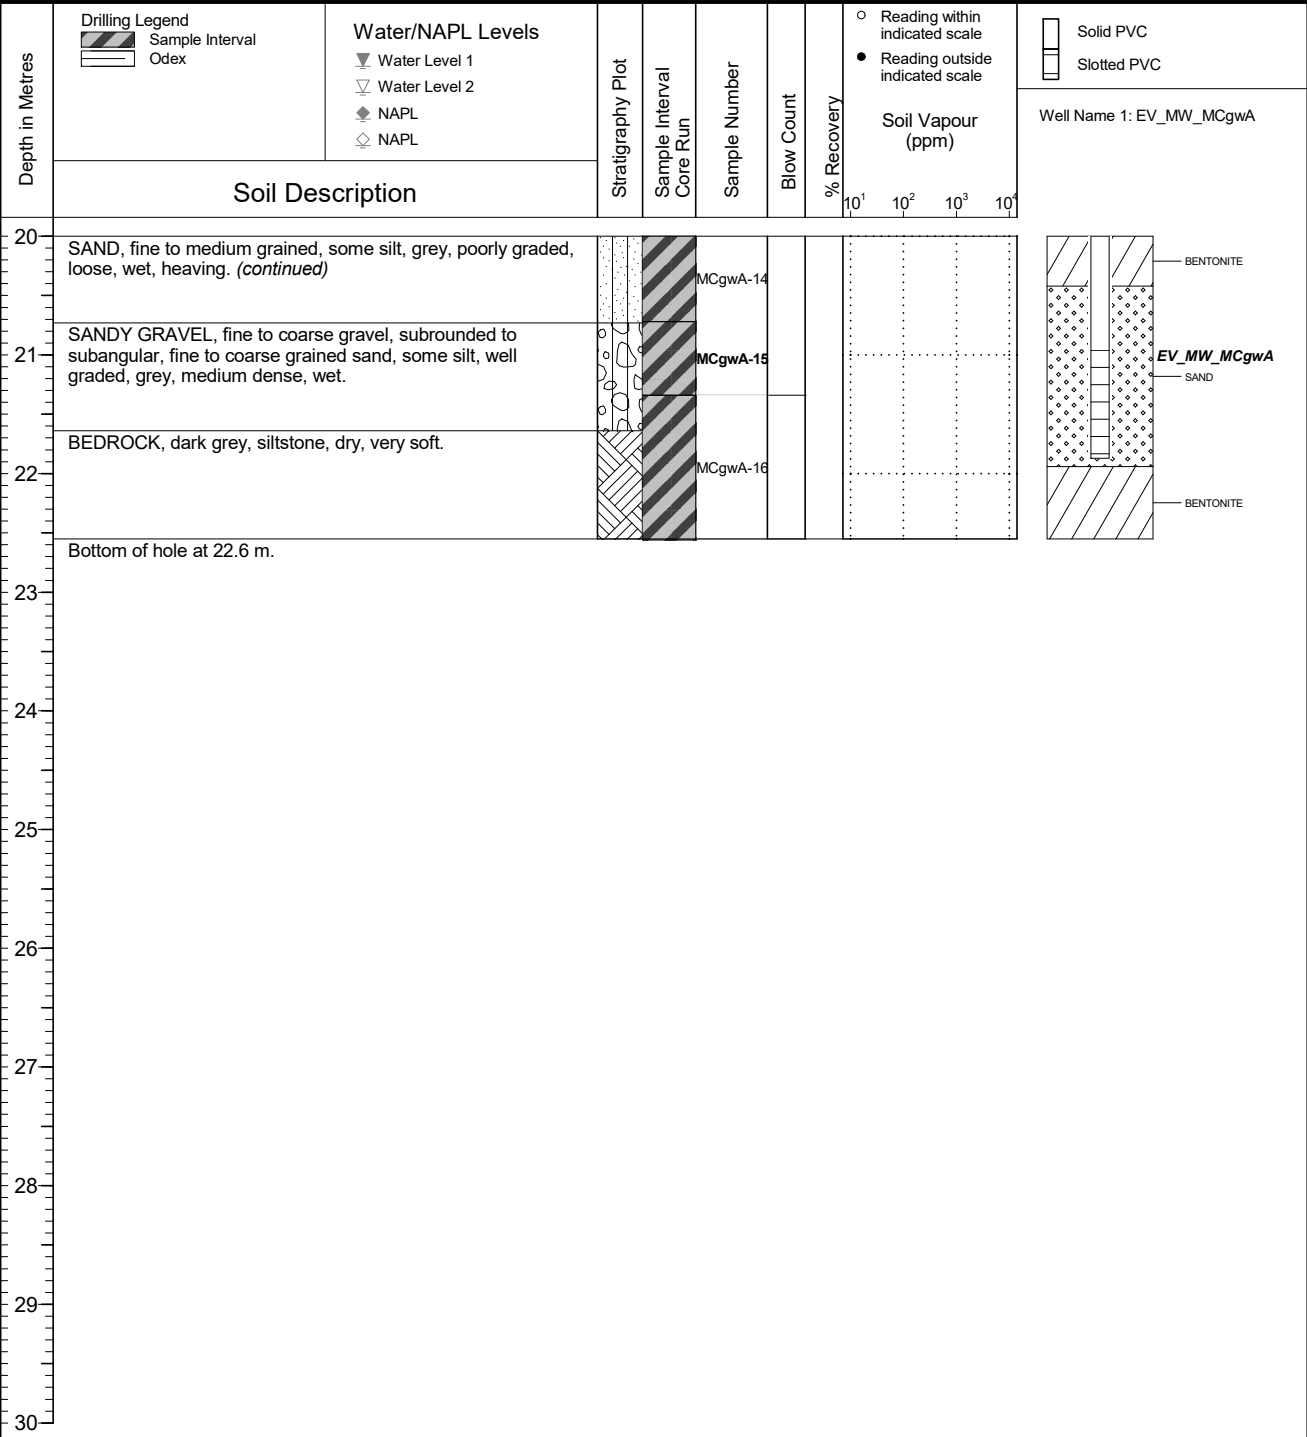 Depth in Metres
Drilling Legend
Sample Interval
Odex
Water/NAPL Levels
Water Level 1
Water Level 2
NAPL
NAPL
Soil Description
Stratigraphy Plot
Sample Interval
Core Run
Sample Number
Blow Count
% Recovery
Reading within
indicated scale
Reading outside
indicated scale
Soil Vapour
(ppm)
10¹ 10² 10³ 10⁴
Solid PVC
Slotted PVC
Well Name 1: EV_MW_MCgwA
20
SAND, fine to medium grained, some silt, grey, poorly graded,
loose, wet, heaving. (continued)
MCgwA-14
BENTONITE
SANDY GRAVEL, fine to coarse gravel, subrounded to
subangular, fine to coarse grained sand, some silt, well
graded, grey, medium dense, wet.
21
MCgwA-15
EV_MW_MCgwA
SAND
BEDROCK, dark grey, siltstone, dry, very soft.
22
MCgwA-16
BENTONITE
Bottom of hole at 22.6 m.
23
24
25
26
27
28
29
30